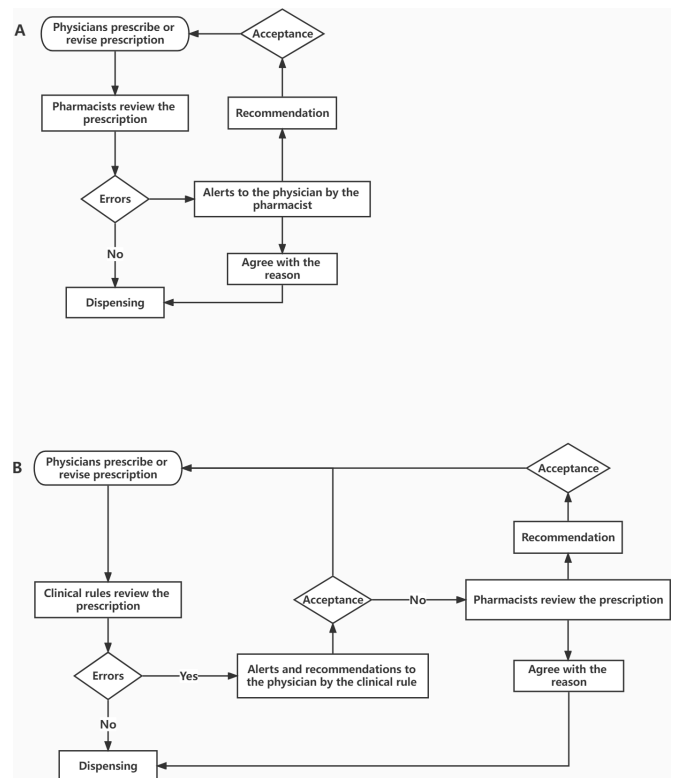 A
Physicians prescribe or
revise prescription
Acceptance
Pharmacists review the
prescription
Recommendation
Errors
Alerts to the physician by the
pharmacist
No
Agree with the
reason
Dispensing
B
Physicians prescribe or
revise prescription
Acceptance
Recommendation
Clinical rules review the
prescription
Acceptance
No
Pharmacists review the prescription
Errors
Yes
Alerts and recommendations to
the physician by the clinical rule
Agree with the
reason
No
Dispensing